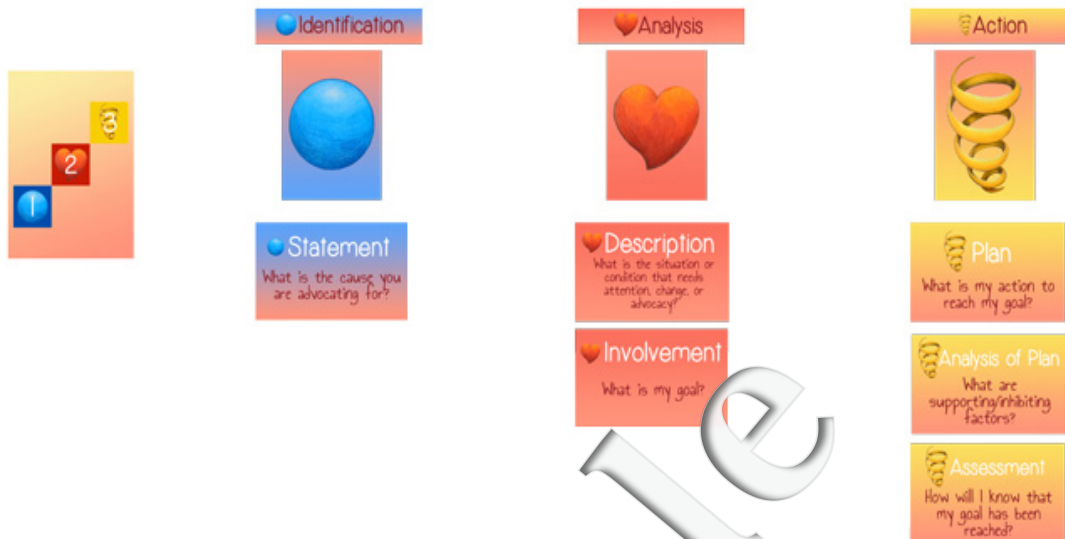 Identification
Analysis
Action
3
2
1
Statement
What is the cause you
are advocating for?
Description
What is the situation or
condition that needs
attention, change, or
advocacy?
Involvement
What is my goal?
Plan
What is my action to
reach my goal?
Analysis of Plan
What are
supporting/inhibiting
factors?
Assessment
How will I know that
my goal has been
reached?
le